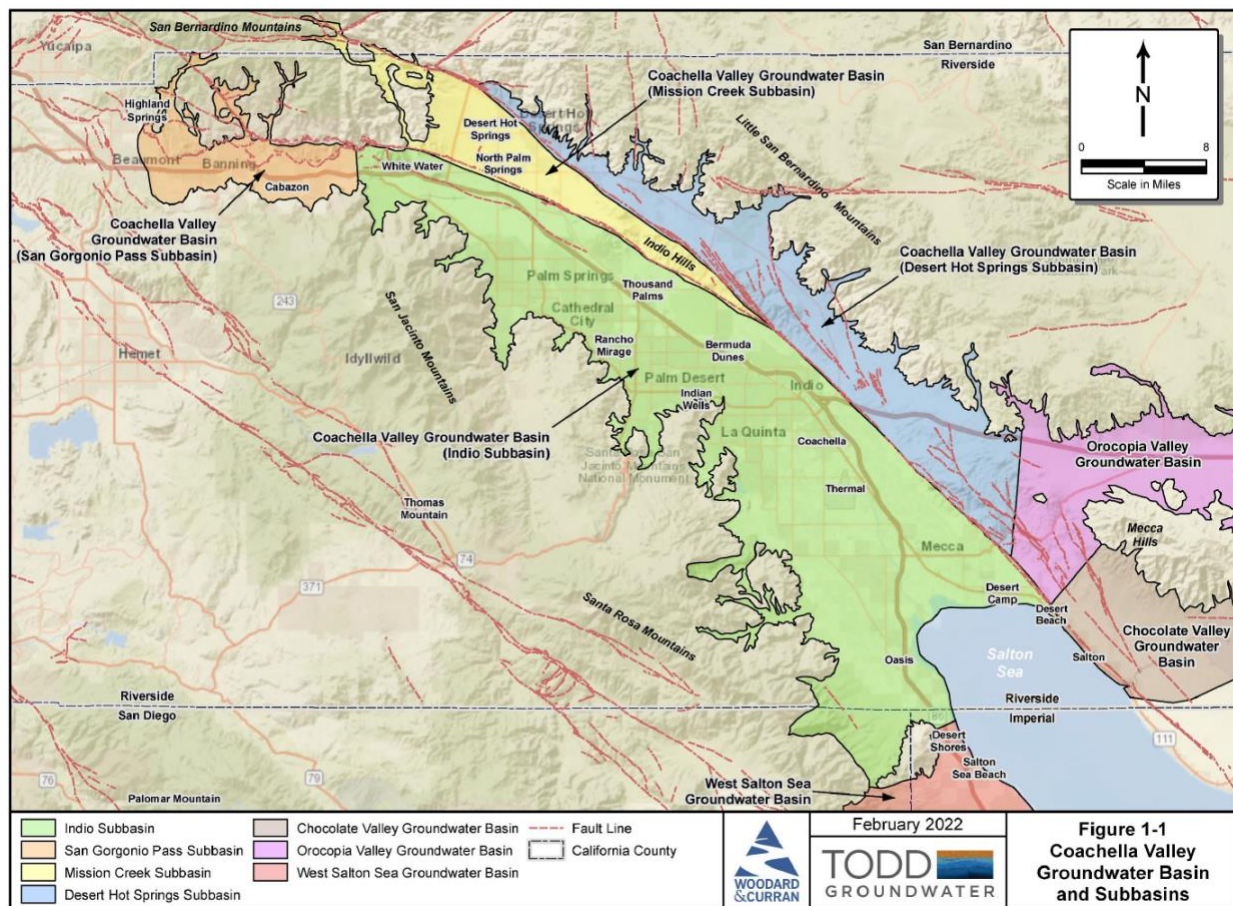 San Bernardino Mountains
Yucaipa
San Bernardino
Riverside
N
0 8
Scale in Miles
Coachella Valley Groundwater Basin
(Mission Creek Subbasin)
Highland
Springs
Desert Hot
Springs
Desert Hot
Springs
Little San Bernardino
Mountains
Beaumont
Banning
White Water
North Palm
Springs
Cabazon
Coachella Valley
Groundwater Basin
(San Gorgonio Pass Subbasin)
Indio Hills
Coachella Valley Groundwater Basin
(Desert Hot Springs Subbasin)
Palm Springs
Thousand
Palms
243
San Jacinto Mountains
Cathedral
City
Rancho
Mirage
Bermuda
Dunes
Hemet
Idyllwild
Palm Desert
Indio
Indian
Wells
Coachella Valley Groundwater Basin
(Indio Subbasin)
La Quinta
Coachella
Orocopia Valley
Groundwater Basin
Jacinto Mountains
National Monument
Thermal
Thomas
Mountain
Mecca
Hills
74
Mecca
371
Desert
Camp
Desert
Beach
Santa Rosa Mountains
Chocolate Valley
Groundwater
Basin
Oasis
Salton
Sea
Salton
Riverside
San Diego
Riverside
Imperial
Desert
Shores
111
Salton
Sea Beach
76
79
Palomar Mountain
West Salton Sea
Groundwater Basin
Indio Subbasin
San Gorgonio Pass Subbasin
Mission Creek Subbasin
Desert Hot Springs Subbasin
Chocolate Valley Groundwater Basin
Orocopia Valley Groundwater Basin
West Salton Sea Groundwater Basin
Fault Line
California County
WOODARD
&CURRAN
February 2022
TODD
GROUNDWATER
Figure 1-1
Coachella Valley
Groundwater Basin
and Subbasins